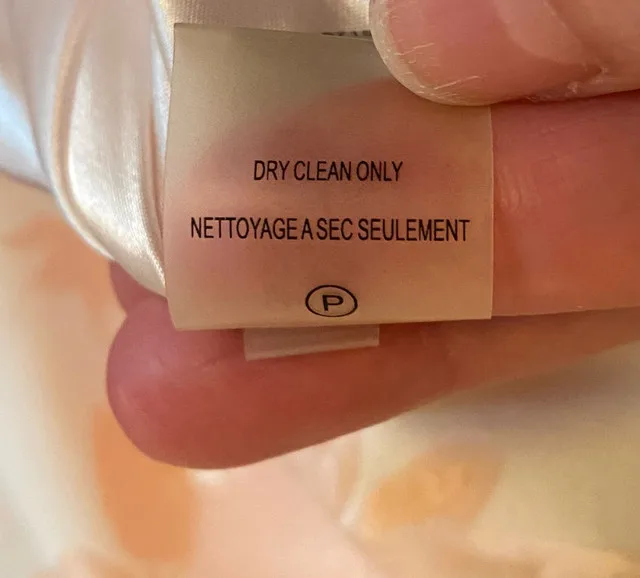 DRY CLEAN ONLY
NETTOYAGE A SEC SEULEMENT
P